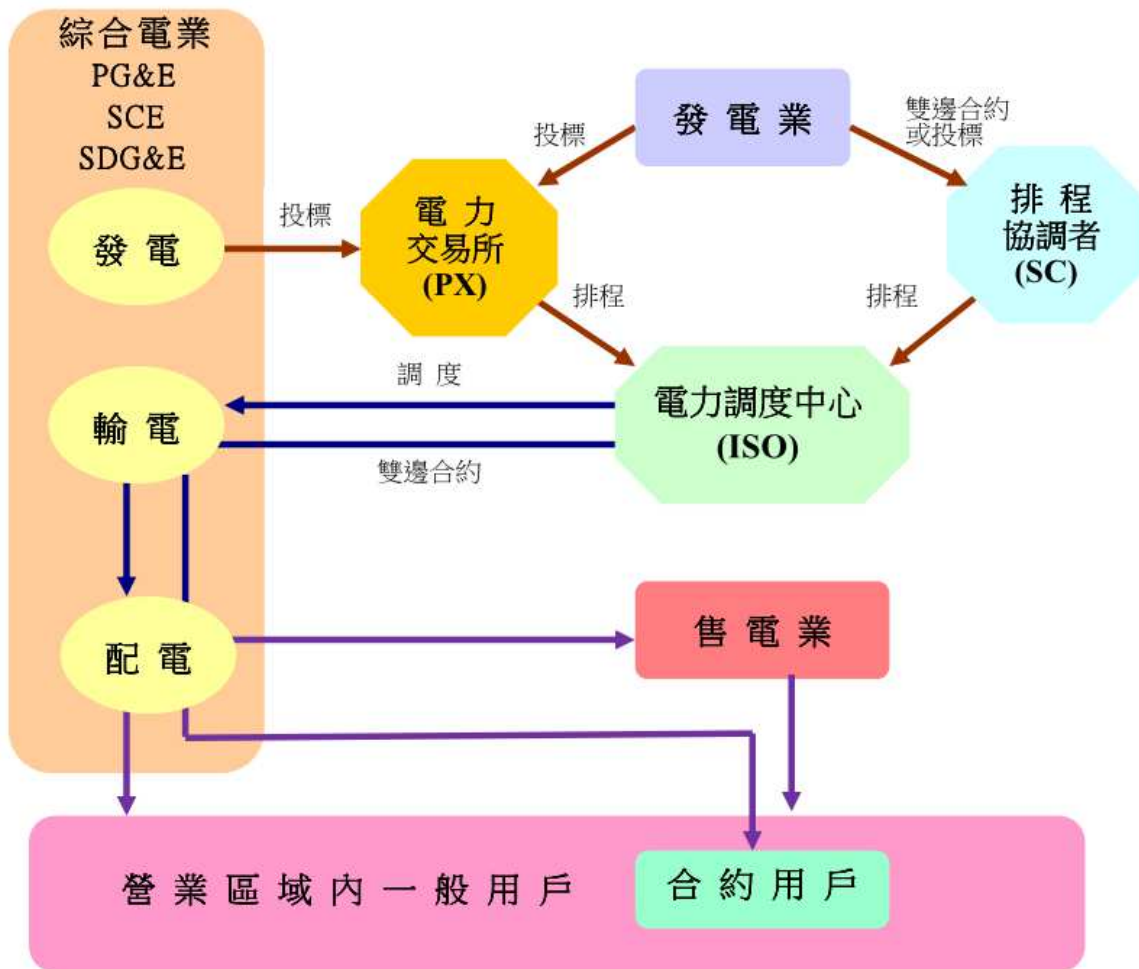 綜合電業
PG&E
SCE
SDG&E
發電
投標
電力
交易所
(PX)
投標
發電業
雙邊合約
或投標
排程
協調者
(SC)
排程
排程
電力調度中心
(ISO)
調度
雙邊合約
輸電
配電
售電業
營業區域內一般用戶
合約用戶